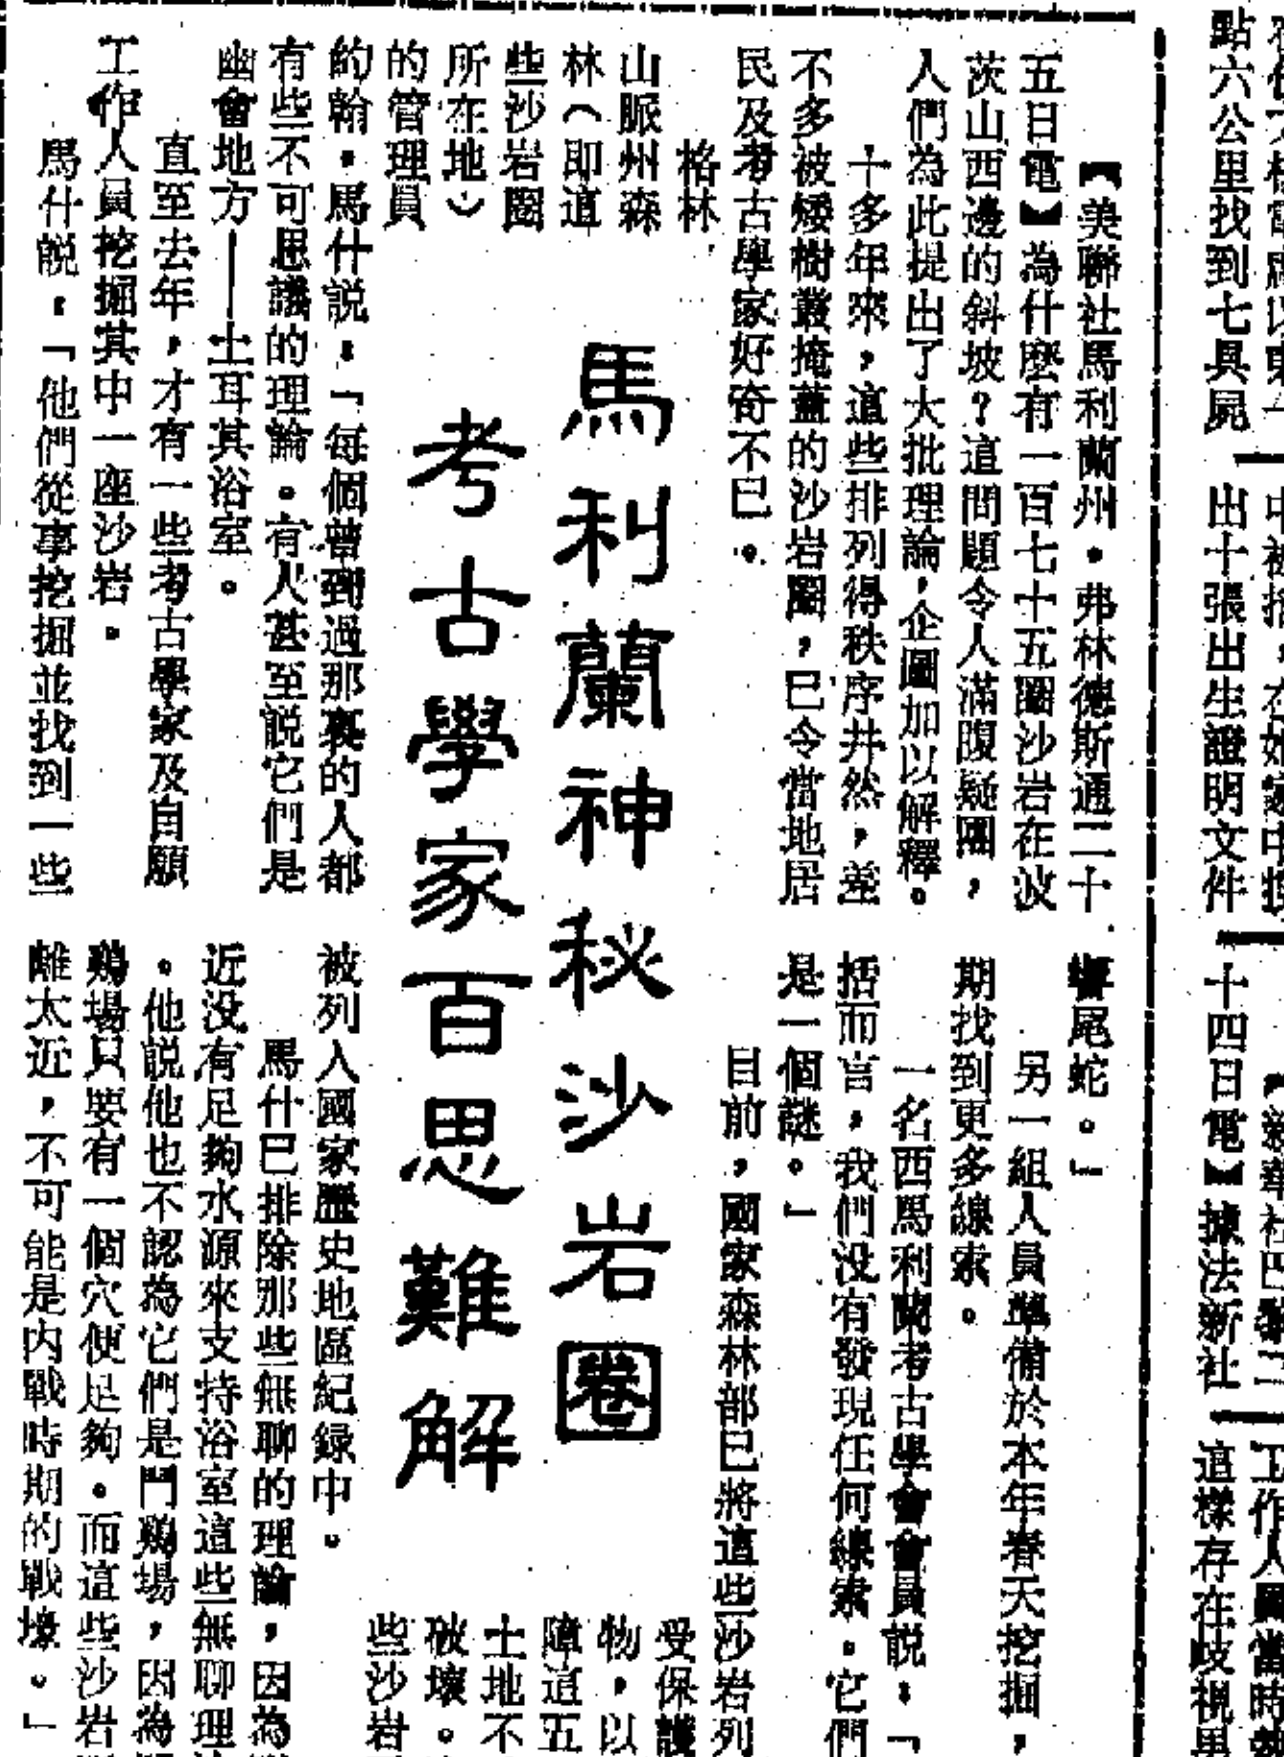 馬利蘭神秘沙岩圈
考古學家百思難解
【美聯社馬利蘭州·弗林德斯通二十
五日電】為什麼有一百七十五圈沙岩在波
茨山西邊的斜坡？這問題令人滿腹疑團，
人們為此提出了大批理論，企圖加以解釋。
十多年來，這些排列得秩序井然，差
不多被矮樹叢掩蓋的沙岩圈，已令當地居
民及考古學家好奇不已。
格林
山脈州森
林（即這
些沙岩圈
所在地）
的管理員
約翰·馬什說：「每個曾到過那裏的人都
有些不可思議的理論。有人甚至說它們是
幽會地方——土耳其浴室。
直至去年，才有一些考古學家及自願
工作人員挖掘其中一座沙岩。
馬什說：「他們從事挖掘並找到一些
響尾蛇。」
另一組人員準備於本年春天挖掘，
期找到更多線索。
一名西馬利蘭考古學會會員說：「
括而言，我們没有發現任何線索。它們
是一個謎。」
目前，國家森林部已將這些沙岩列
受保護
物，以
障這五
土地不
破壞。
些沙岩
被列入國家歷史地區紀録中。
馬什已排除那些無聊的理論，因為
近没有足夠水源來支持浴室這些無聊理
。他說他也不認為它們是鬥鷄場，因為
鷄場只要有一個穴便足夠。而這些沙岩
離太近，不可能是内戰時期的戰壕。」
點六公里找到七具屍
出十張出生證明文件
十四日電】據法新社
這樣存在歧視